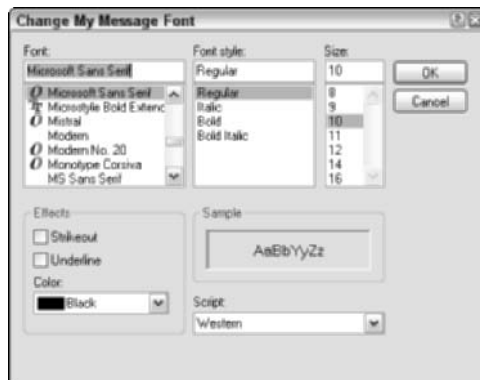 Change My Message Font
Font:
Font style:
Size:
Microsoft Sans Serif
Regular
10
OK
Cancel
Microsoft Sans Serif
Microstyle Bold Extenc
Mistral
Modern
Modern No. 20
Monotype Corsiva
MS Sans Serif
Regular
Italic
Bold
Bold Italic
8
9
10
11
12
14
16
Effects
Strikeout
Underline
Color:
Black
Sample
AaBbYyZz
Script:
Western